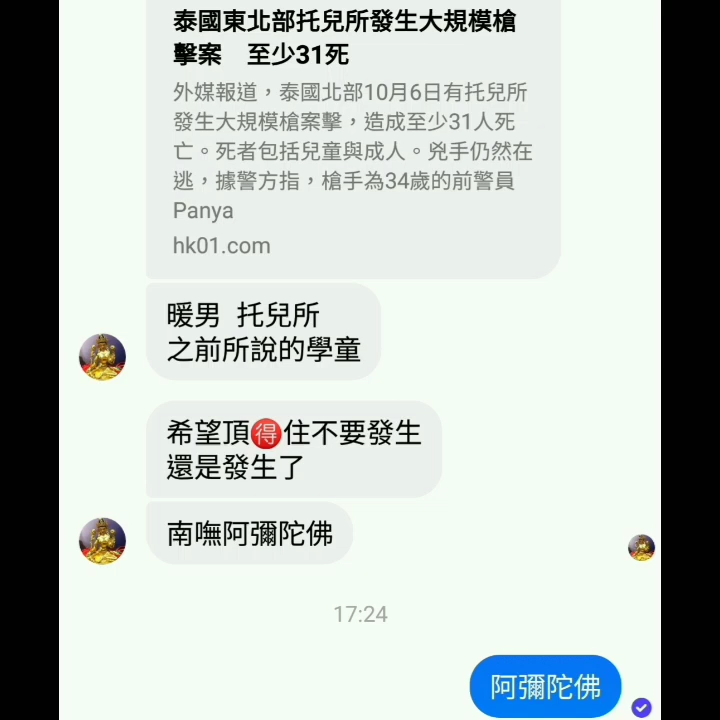 泰國東北部托兒所發生大規模槍
擊案　至少31死
外媒報道，泰國北部10月6日有托兒所
發生大規模槍案擊，造成至少31人死
亡。死者包括兒童與成人。兇手仍然在
逃，據警方指，槍手為34歲的前警員
Panya
hk01.com
暖男 托兒所
之前所說的學童
希望頂🉐住不要發生
還是發生了
南嘸阿彌陀佛
17:24
阿彌陀佛